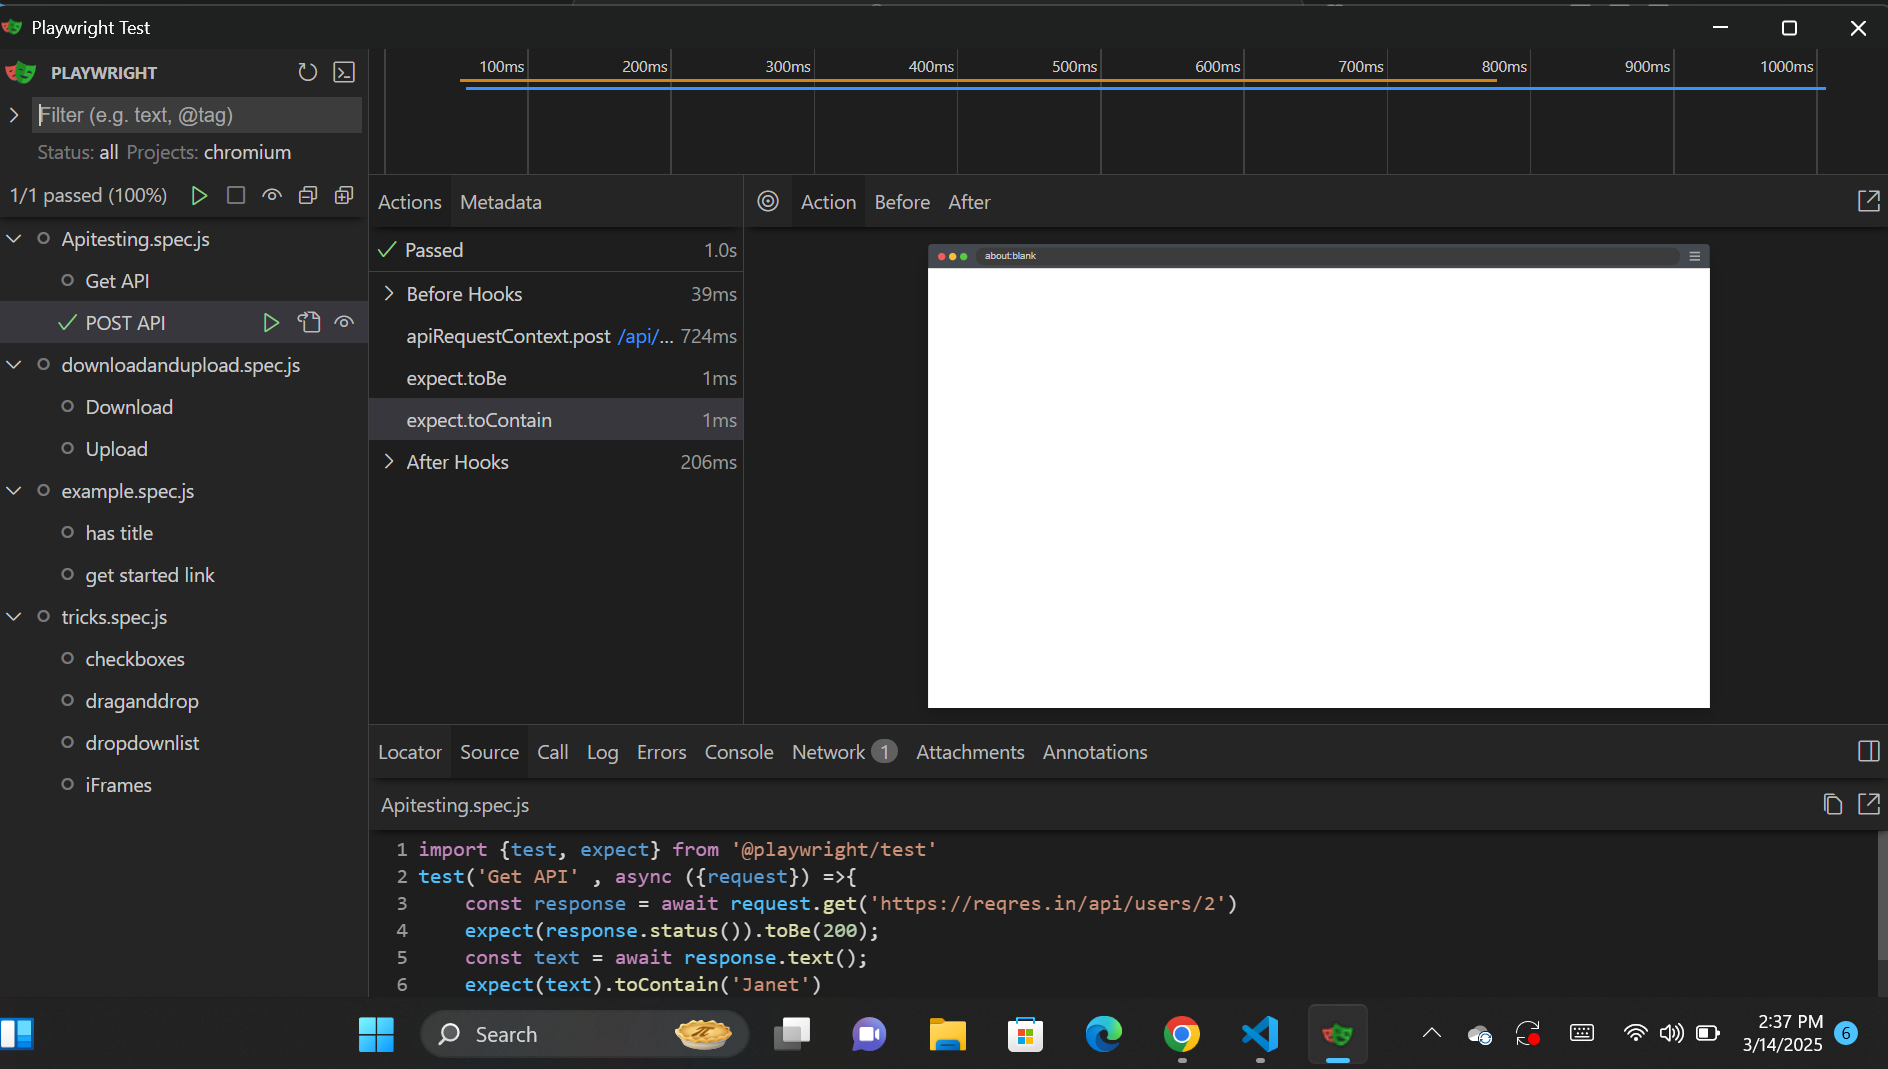 Playwright Test
PLAYWRIGHT
Filter (e.g. text, @tag)
Status: all Projects: chromium
1/1 passed (100%)
Apitesting.spec.js
Get API
POST API
downloadandupload.spec.js
Download
Upload
example.spec.js
has title
get started link
tricks.spec.js
checkboxes
draganddrop
dropdownlist
iFrames
100ms 200ms 300ms 400ms 500ms 600ms 700ms 800ms 900ms 1000ms
Actions Metadata
Passed 1.0s
Before Hooks 39ms
apiRequestContext.post /api/... 724ms
expect.toBe 1ms
expect.toContain 1ms
After Hooks 206ms
Action Before After
about:blank
Locator Source Call Log Errors Console Network 1 Attachments Annotations
Apitesting.spec.js
1 import {test, expect} from '@playwright/test'
2 test('Get API' , async ({request}) =>{
3 const response = await request.get('https://reqres.in/api/users/2')
4 expect(response.status()).toBe(200);
5 const text = await response.text();
6 expect(text).toContain('Janet')
Search
2:37 PM
3/14/2025
6